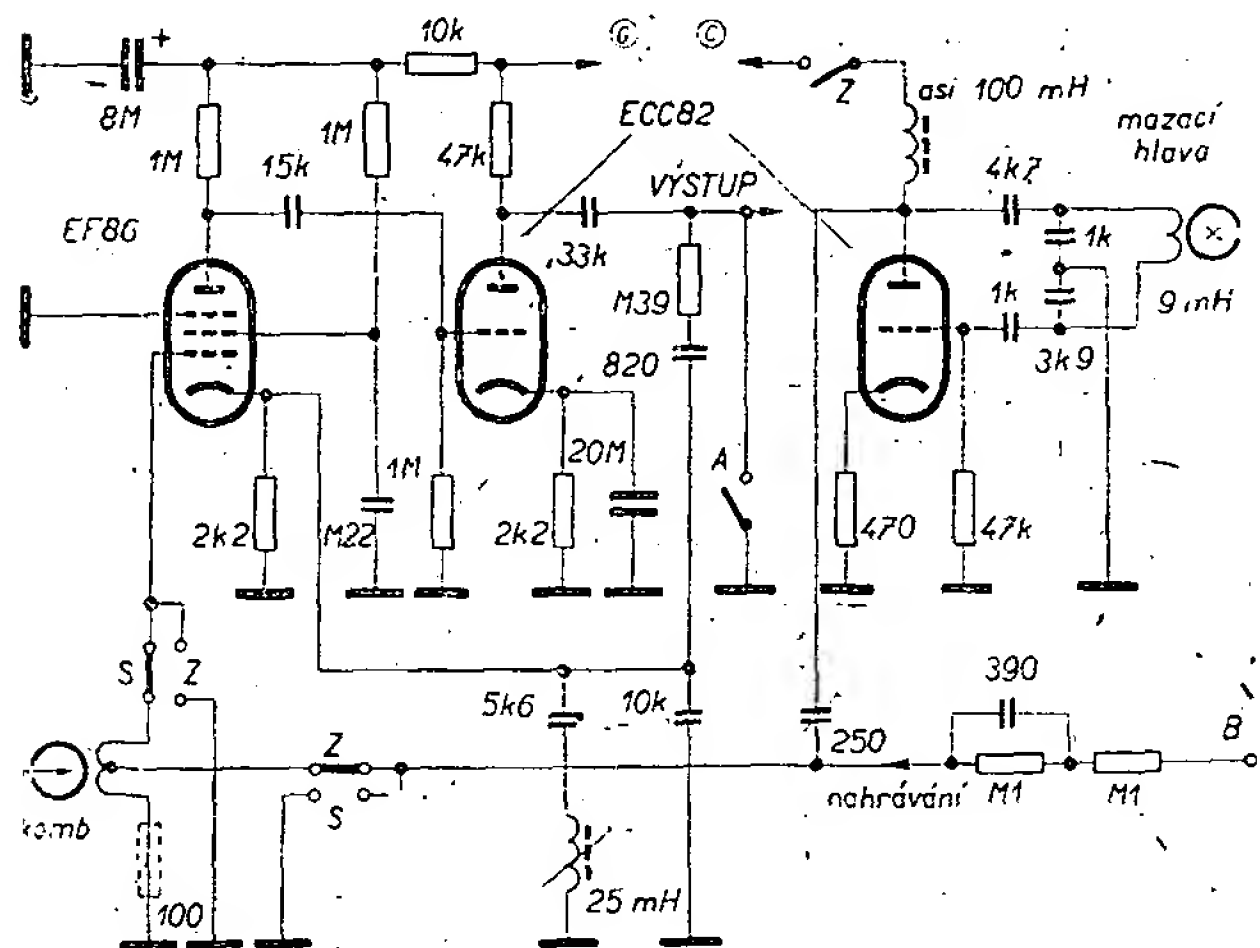 10k
G
C
+
-
8M
1M
1M
47k
15k
ECC82
Z
asi 100 mH
mazací
hlava
4k7
VÝSTUP
EF86
33k
1k
M39
1k
9 mH
820
3k9
20M
A
1M
2k2
M22
2k2
470
47k
S
Z
390
5k6
10k
Z
250
B
S
nahrávání
M1
M1
komb
100
25 mH